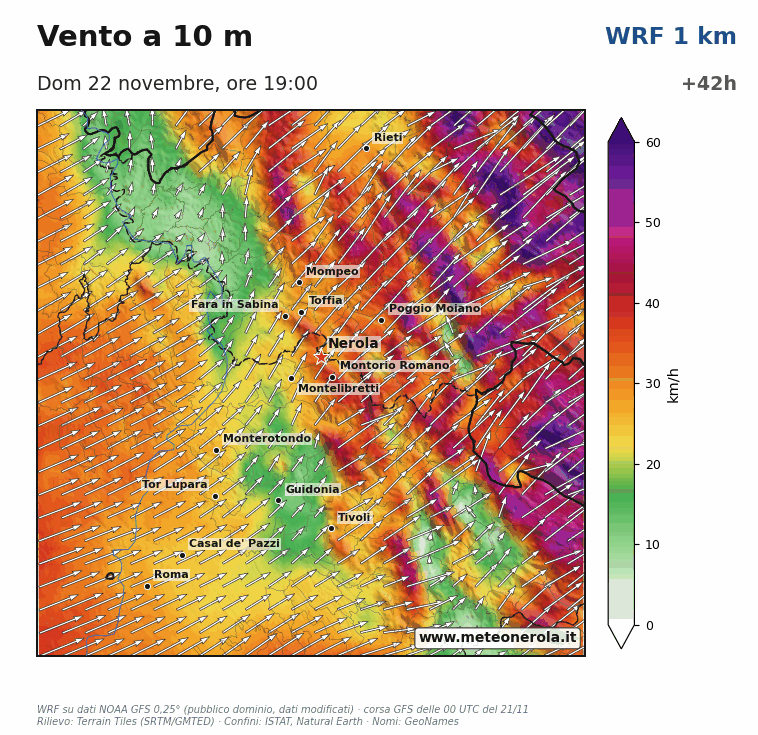 Vento a 10 m
WRF 1 km
Dom 22 novembre, ore 19:00
+42h
Rieti
Mompeo
Fara in Sabina
Toffia
Poggio Moiano
Nerola
Montorio Romano
Montelibretti
Monterotondo
Tor Lupara
Guidonia
Tivoli
Casal de' Pazzi
Roma
www.meteonerola.it
60
50
40
30
20
10
0
km/h
WRF su dati NOAA GFS 0,25° (pubblico dominio, dati modificati) · corsa GFS delle 00 UTC del 21/11
Rilievo: Terrain Tiles (SRTM/GMTED) · Confini: ISTAT, Natural Earth · Nomi: GeoNames